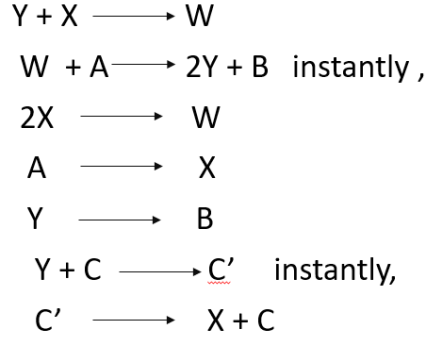 Y + X ⟶ W
W + A ⟶ 2Y + B instantly ,
2X ⟶ W
A ⟶ X
Y ⟶ B
Y + C ⟶ C’ instantly,
C’ ⟶ X + C